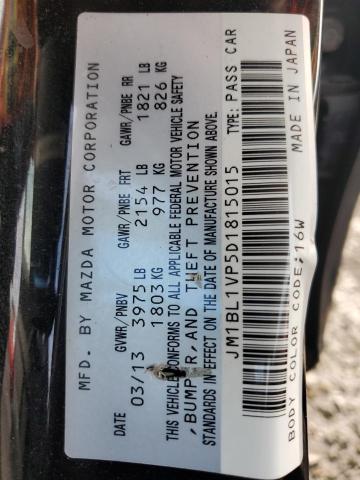 MFD. BY MAZDA MOTOR CORPORATION
DATE GVWR/PNBV GAWR/PNBE FRT GAWR/PNBE RR
03/13 3975 LB 2154 LB 1821 LB
1803 KG 977 KG 826 KG
THIS VEHICLE CONFORMS TO ALL APPLICABLE FEDERAL MOTOR VEHICLE SAFETY
,BUMPER,AND THEFT PREVENTION
STANDARDS IN EFFECT ON THE DATE OF MANUFACTURE SHOWN ABOVE.
JM1BL1VP5D1815015 TYPE: PASS CAR
BODY COLOR CODE: 16W MADE IN JAPAN